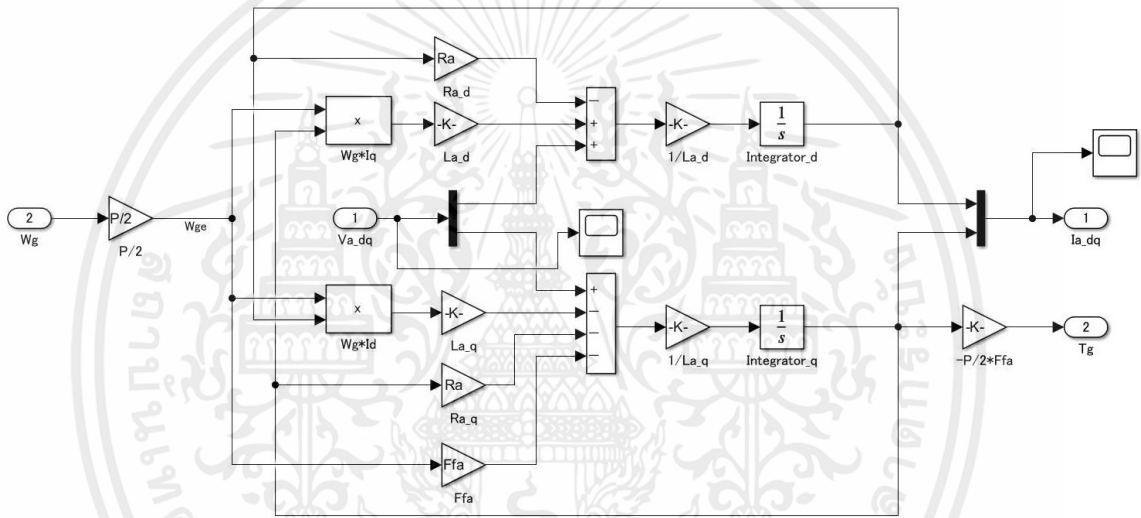 Ra
Ra_d
x
Wg*Iq
-K-
La_d
−
+
+
-K-
1/La_d
1
s
Integrator_d
2
Wg
P/2
P/2
Wge
1
Va_dq
1
Ia_dq
x
Wg*Id
-K-
La_q
+
−
−
−
-K-
1/La_q
1
s
Integrator_q
-K-
-P/2*Ffa
2
Tg
Ra
Ra_q
Ffa
Ffa